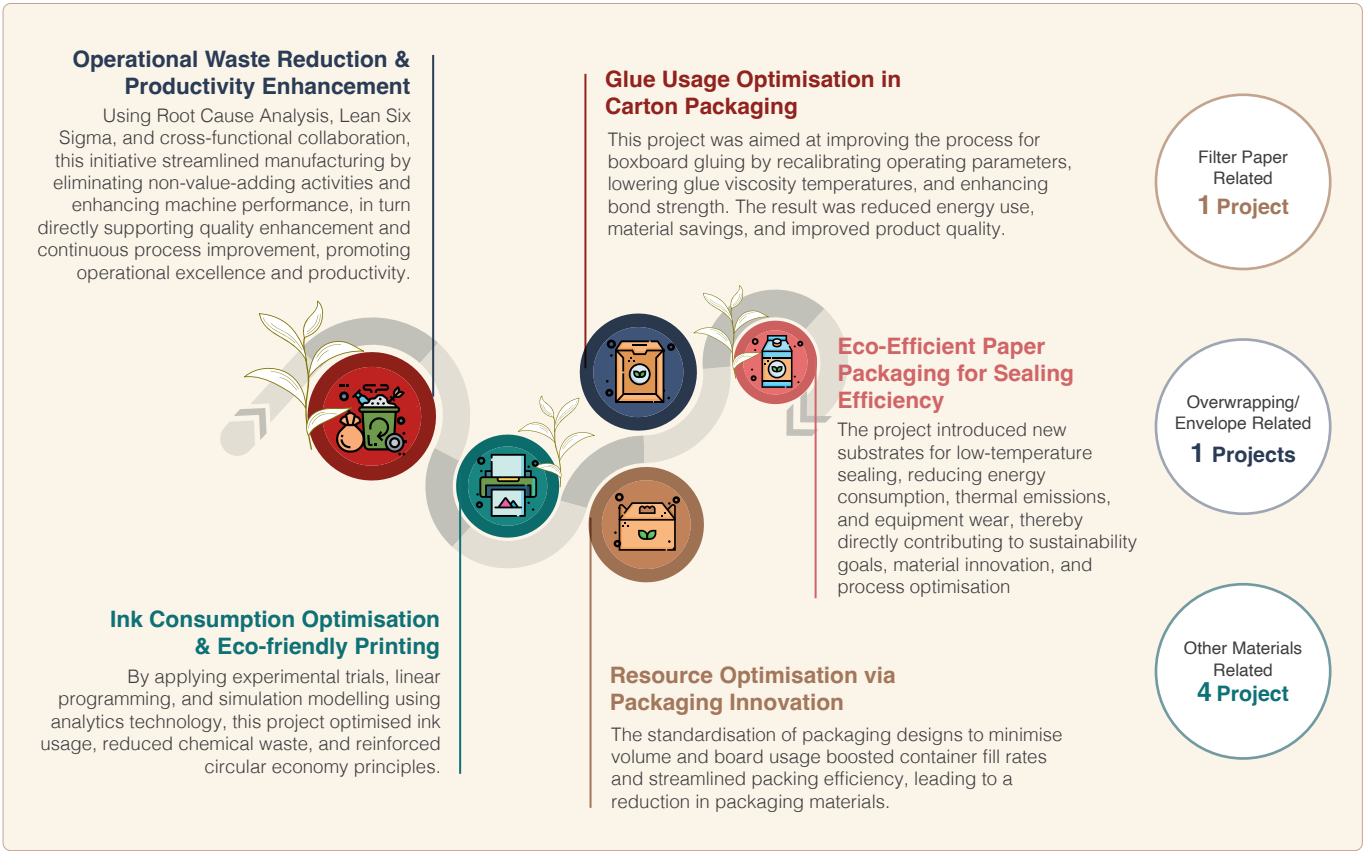 Operational Waste Reduction &
Productivity Enhancement
Using Root Cause Analysis, Lean Six
Sigma, and cross-functional collaboration,
this initiative streamlined manufacturing by
eliminating non-value-adding activities and
enhancing machine performance, in turn
directly supporting quality enhancement and
continuous process improvement, promoting
operational excellence and productivity.
Glue Usage Optimisation in
Carton Packaging
This project was aimed at improving the process for
boxboard gluing by recalibrating operating parameters,
lowering glue viscosity temperatures, and enhancing
bond strength. The result was reduced energy use,
material savings, and improved product quality.
Eco-Efficient Paper
Packaging for Sealing
Efficiency
The project introduced new
substrates for low-temperature
sealing, reducing energy
consumption, thermal emissions,
and equipment wear, thereby
directly contributing to sustainability
goals, material innovation, and
process optimisation
Ink Consumption Optimisation
& Eco-friendly Printing
By applying experimental trials, linear
programming, and simulation modelling using
analytics technology, this project optimised ink
usage, reduced chemical waste, and reinforced
circular economy principles.
Resource Optimisation via
Packaging Innovation
The standardisation of packaging designs to minimise
volume and board usage boosted container fill rates
and streamlined packing efficiency, leading to a
reduction in packaging materials.
Filter Paper
Related
1 Project
Overwrapping/
Envelope Related
1 Projects
Other Materials
Related
4 Project